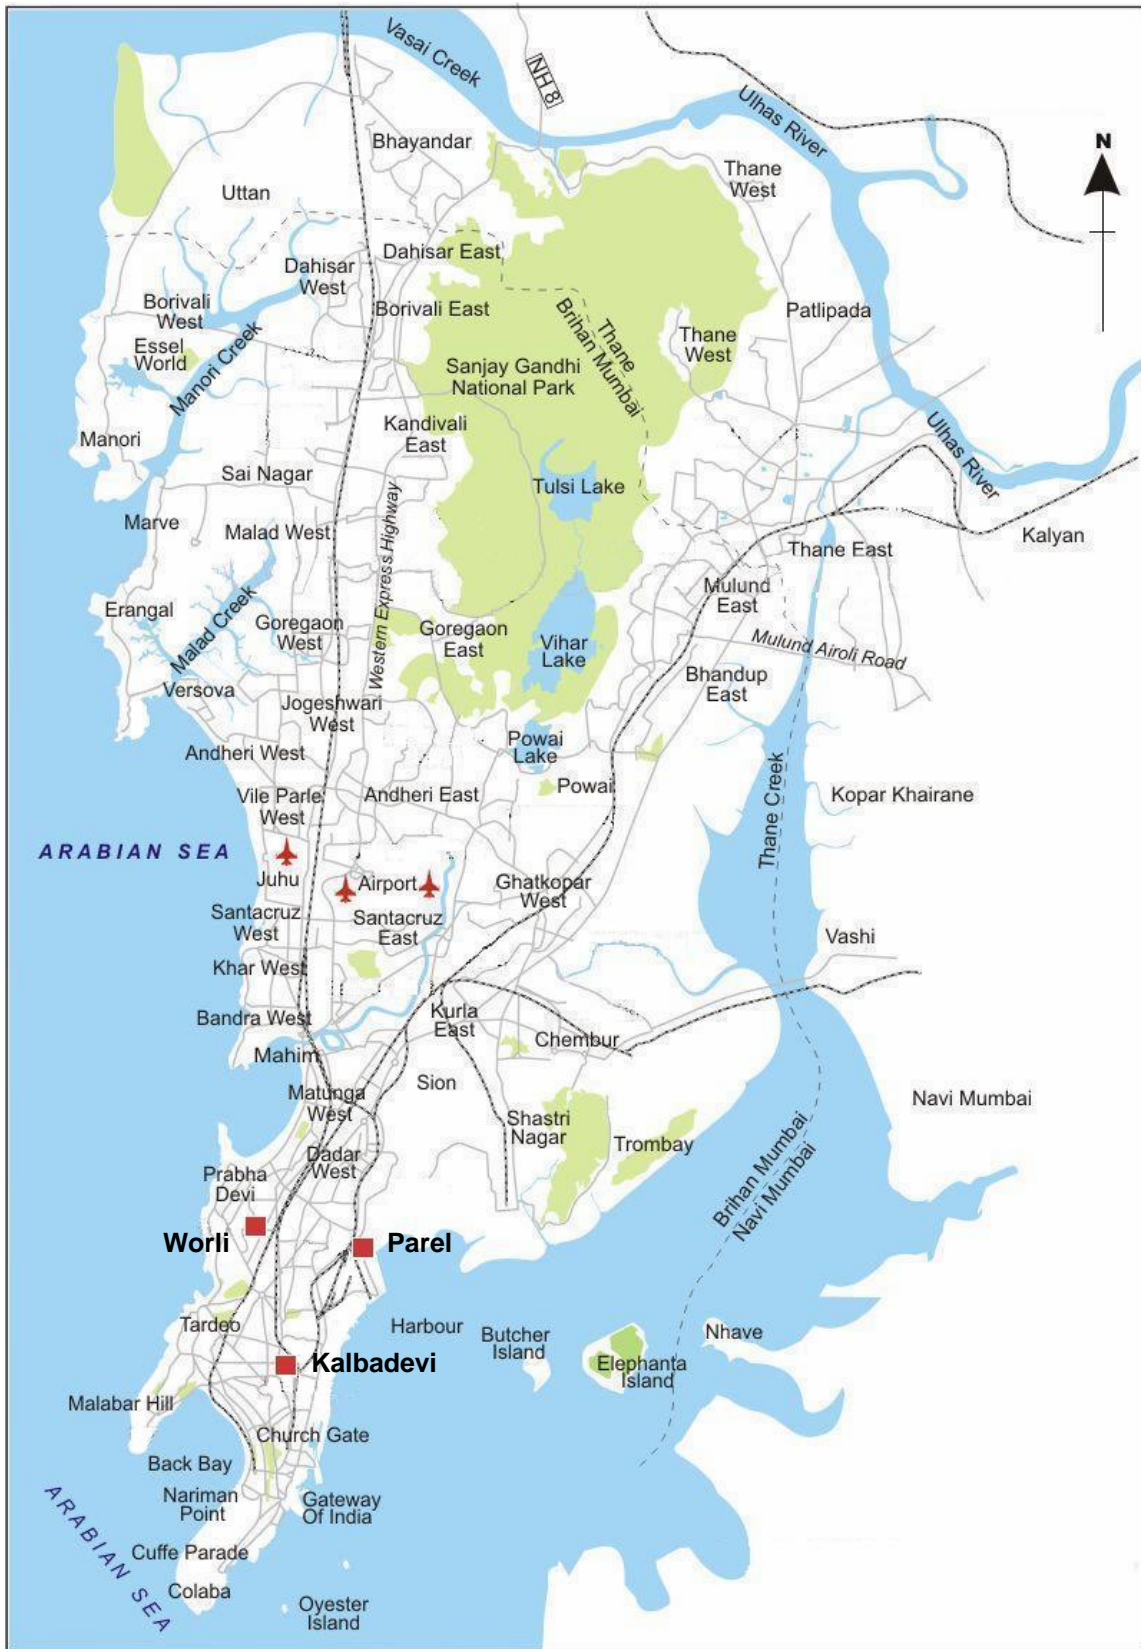 Vasai Creek
NH 8
Ulhas River
Bhayandar
Thane
West
N
Uttan
Dahisar East
Dahisar
West
Borivali
West
Borivali East
Thane
Brihan Mumbai
Patlipada
Essel
World
Manori Creek
Thane
West
Sanjay Gandhi
National Park
Manori
Kandivali
East
Ulhas River
Sai Nagar
Tulsi Lake
Marve
Malad West
Western Express Highway
Thane East
Kalyan
Erangal
Malad Creek
Goregaon
West
Goregaon
East
Vihar
Lake
Mulund
East
Mulund Airoli Road
Versova
Bhandup
East
Jogeshwari
West
Andheri West
Powai
Lake
Powai
Vile Parle
West
Andheri East
Thane Creek
Kopar Khairane
ARABIAN SEA
Juhu
Airport
Ghatkopar
West
Santacruz
West
Santacruz
East
Vashi
Khar West
Bandra West
Kurla
East
Chembur
Mahim
Sion
Matunga
West
Navi Mumbai
Shastri
Nagar
Trombay
Dadar
West
Brihan Mumbai
Navi Mumbai
Prabha
Devi
Worli
Parel
Tardeo
Harbour
Butcher
Island
Nhave
Elephanta
Island
Kalbadevi
Malabar Hill
Church Gate
Back Bay
Nariman
Point
Gateway
Of India
ARABIAN SEA
Cuffe Parade
Colaba
Oyester
Island